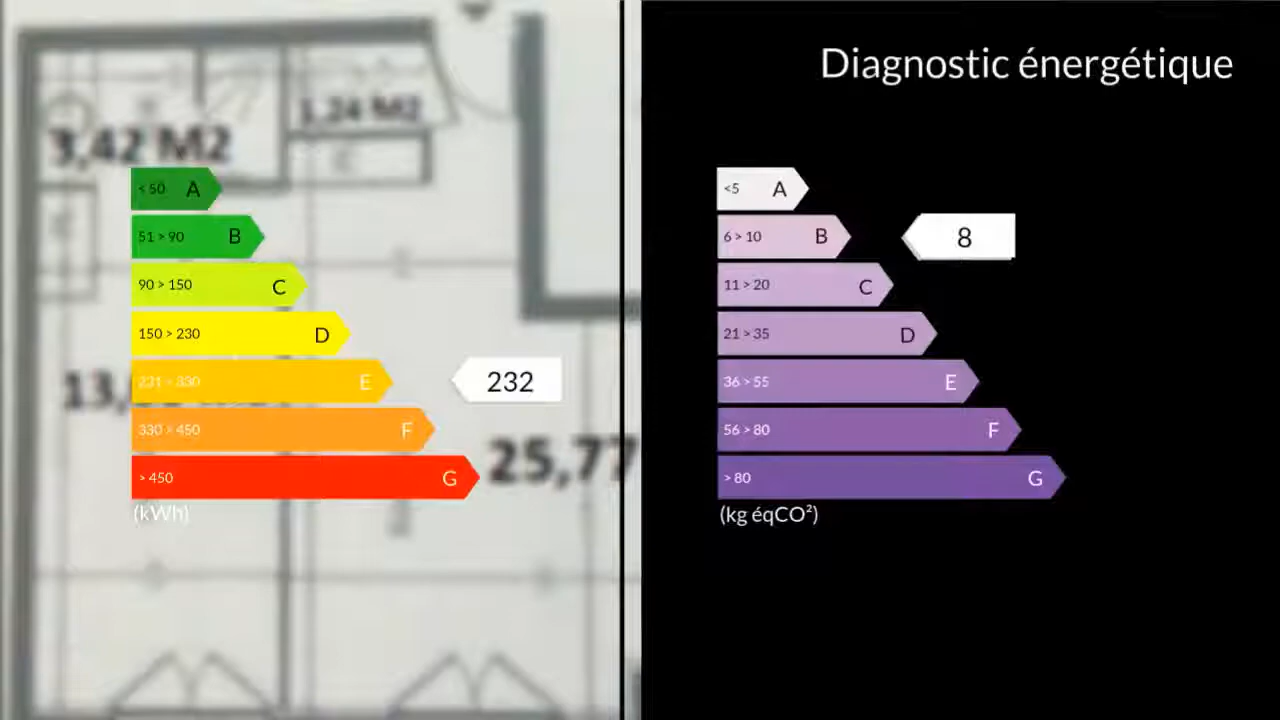 Diagnostic énergétique
3,42 M2
1,24 M2
25,77
< 50 A
51 > 90 B
90 > 150 C
150 > 230 D
231 > 330 E
330 > 450 F
> 450 G
(kWh)
232
<5 A
6 > 10 B
11 > 20 C
21 > 35 D
36 > 55 E
56 > 80 F
> 80 G
(kg éqCO²)
8